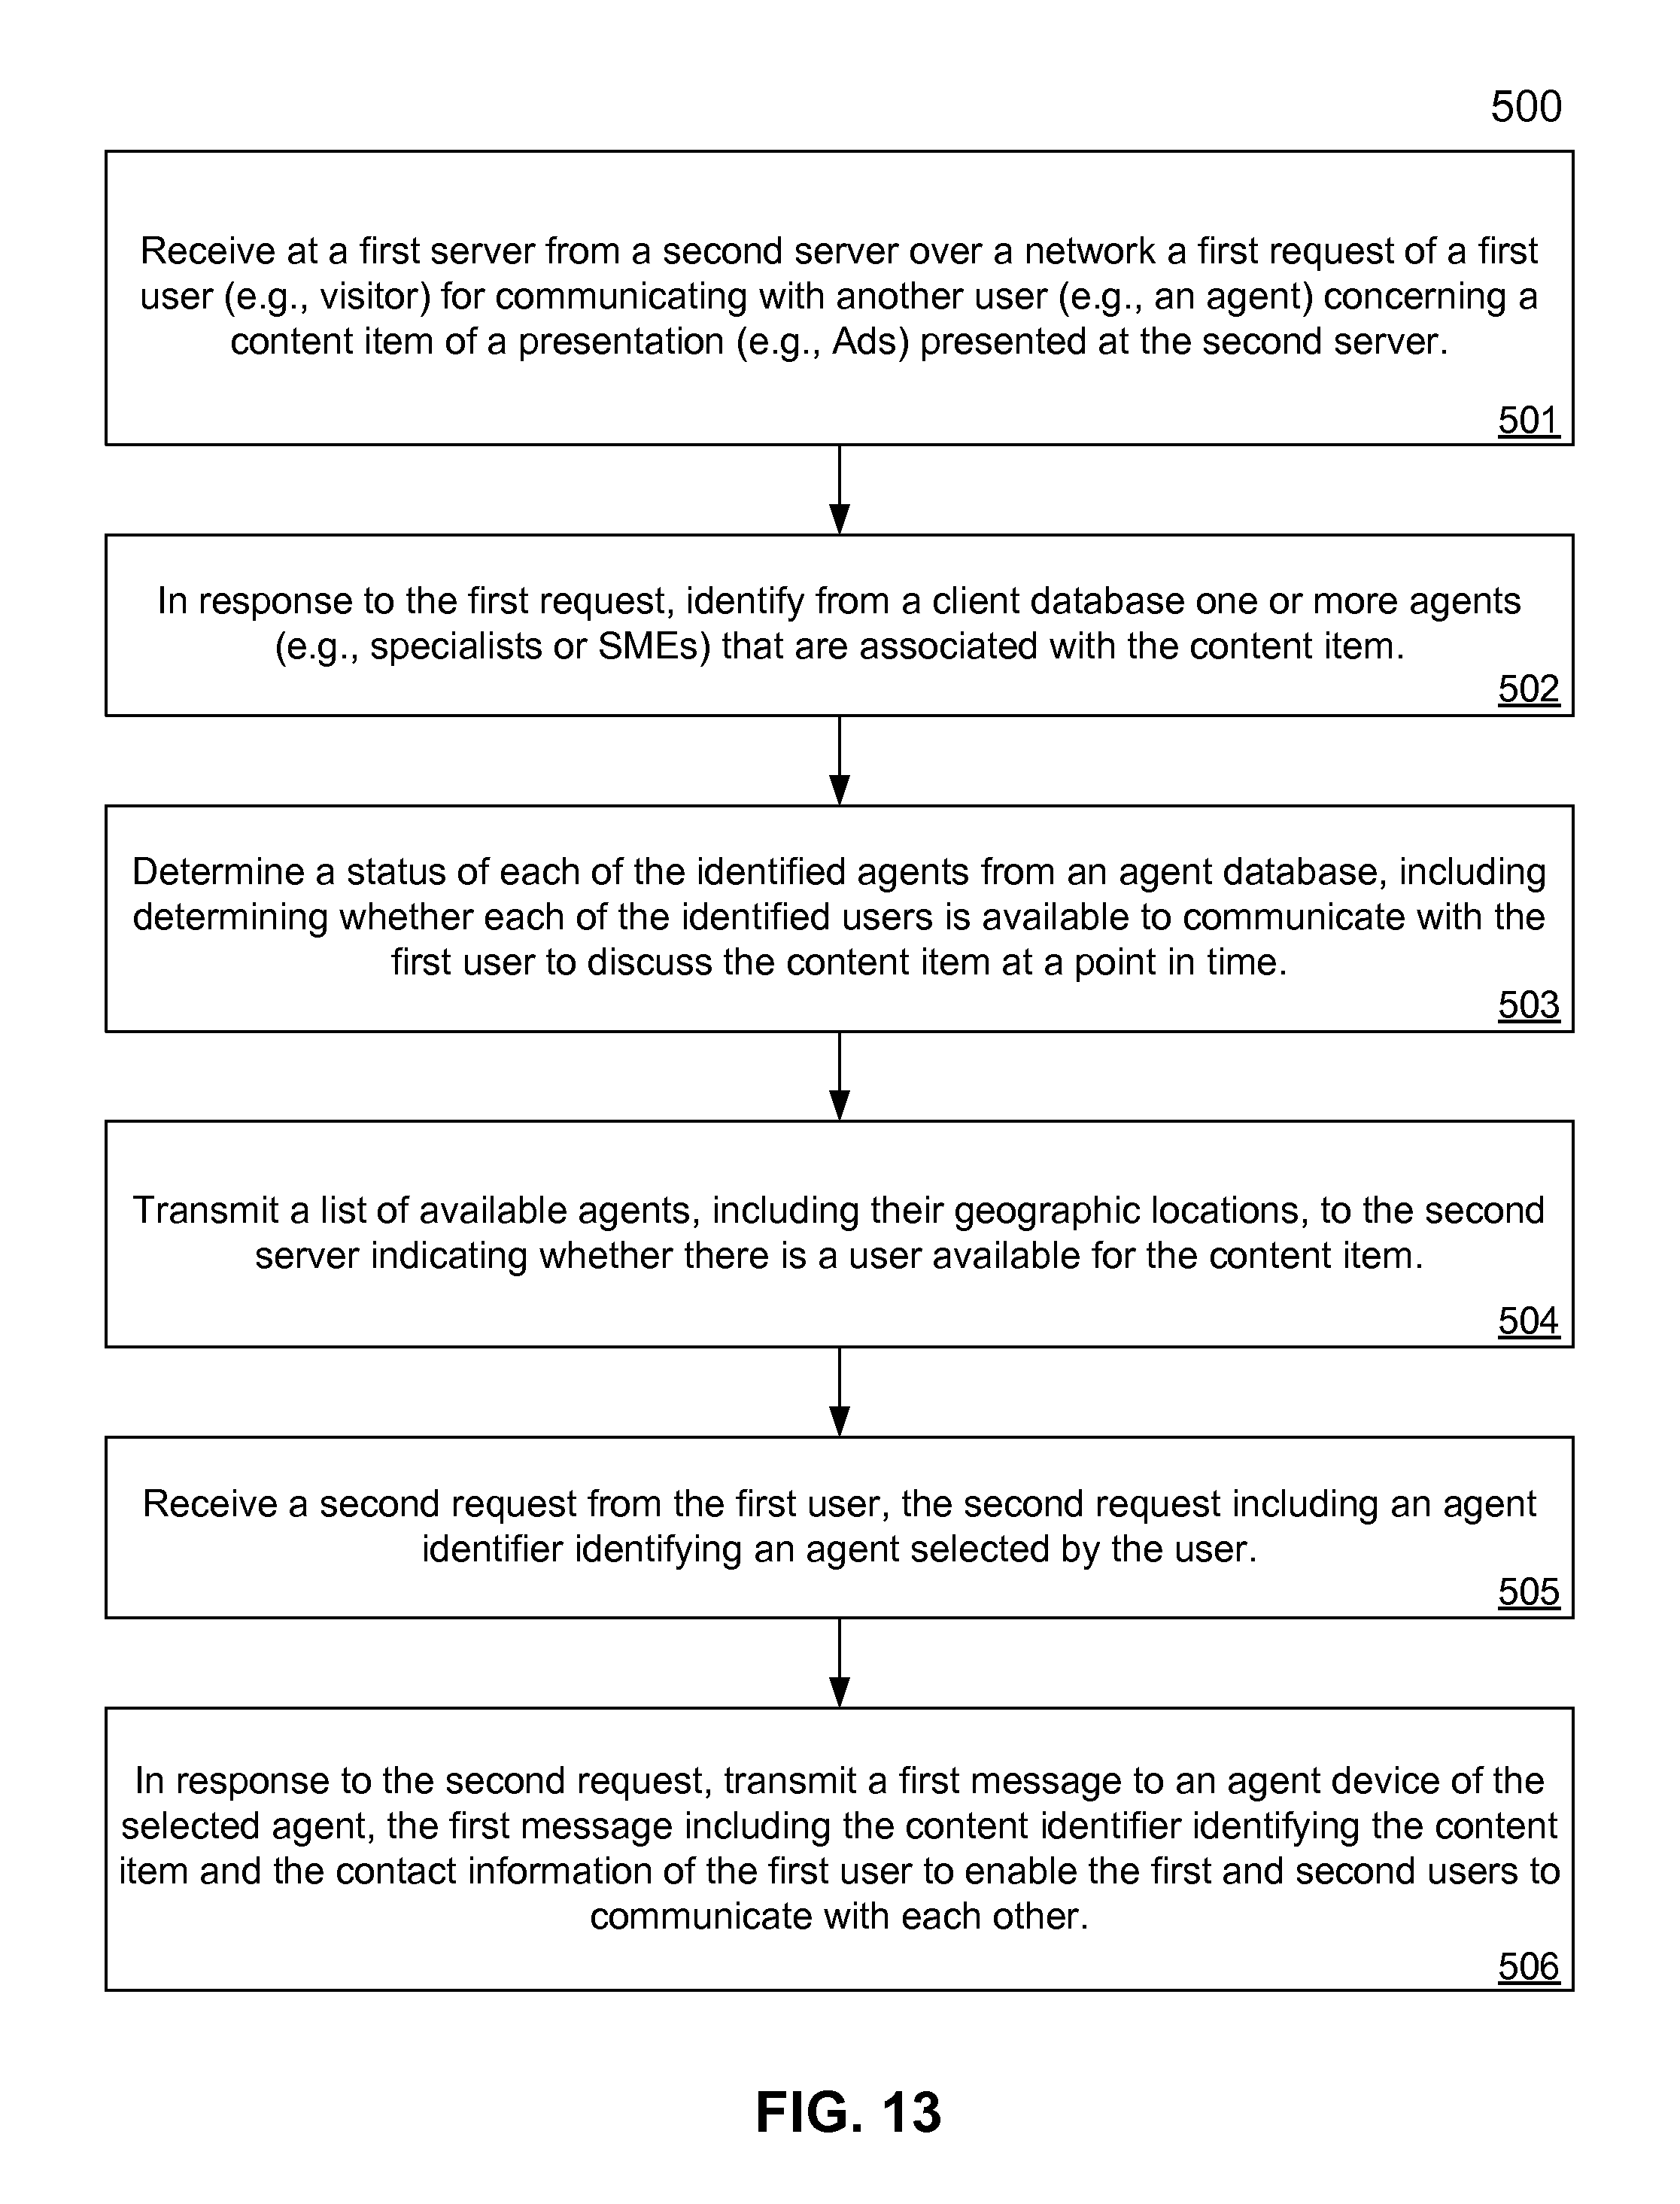 500
Receive at a first server from a second server over a network a first request of a first
user (e.g., visitor) for communicating with another user (e.g., an agent) concerning a
content item of a presentation (e.g., Ads) presented at the second server.
501
In response to the first request, identify from a client database one or more agents
(e.g., specialists or SMEs) that are associated with the content item.
502
Determine a status of each of the identified agents from an agent database, including
determining whether each of the identified users is available to communicate with the
first user to discuss the content item at a point in time.
503
Transmit a list of available agents, including their geographic locations, to the second
server indicating whether there is a user available for the content item.
504
Receive a second request from the first user, the second request including an agent
identifier identifying an agent selected by the user.
505
In response to the second request, transmit a first message to an agent device of the
selected agent, the first message including the content identifier identifying the content
item and the contact information of the first user to enable the first and second users to
communicate with each other.
506
FIG. 13